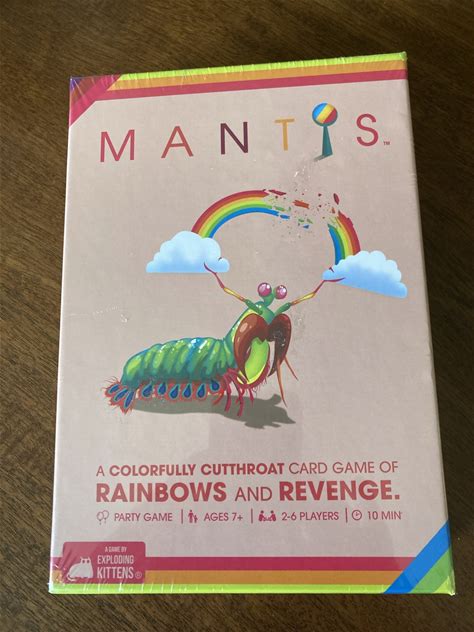 MANTIS™
A COLORFULLY CUTTHROAT CARD GAME OF
RAINBOWS AND REVENGE.
PARTY GAME | AGES 7+ | 2-6 PLAYERS | 10 MIN
A GAME BY
EXPLODING
KITTENS®